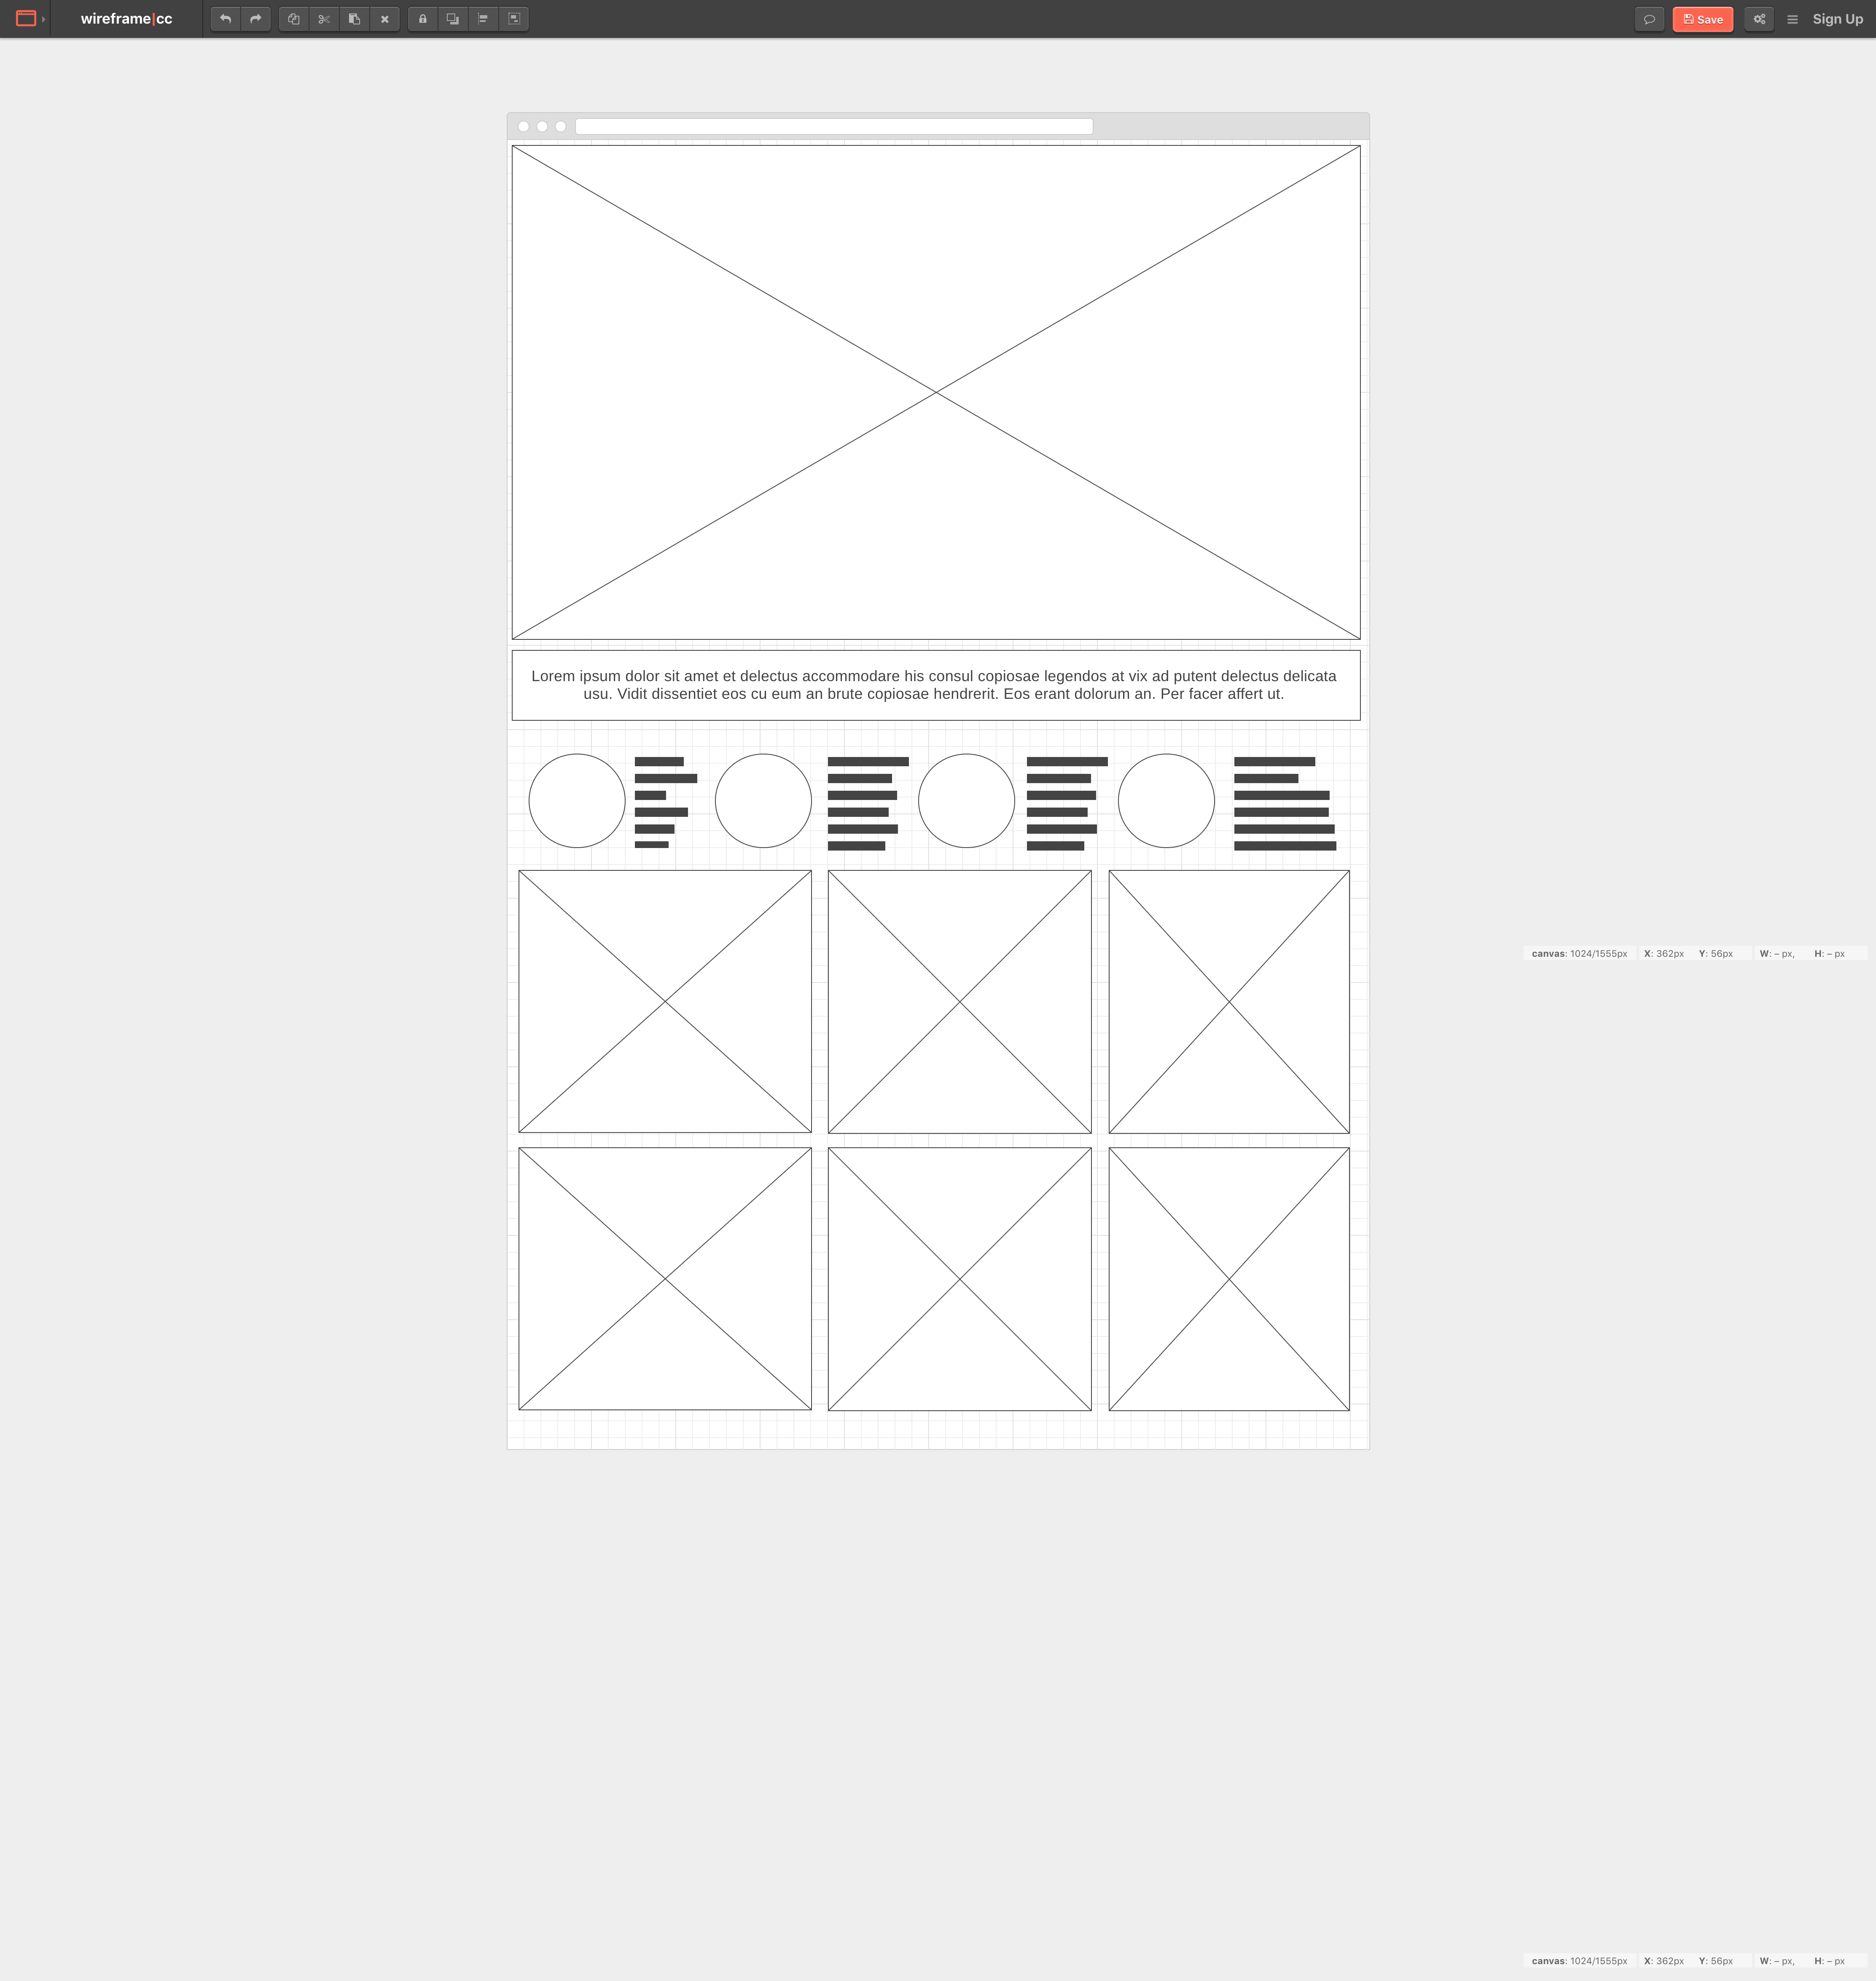 wireframe|cc
Save
Sign Up
Lorem ipsum dolor sit amet et delectus accommodare his consul copiosae legendos at vix ad putent delectus delicata
usu. Vidit dissentiet eos cu eum an brute copiosae hendrerit. Eos erant dolorum an. Per facer affert ut.
canvas: 1024/1555px X: 362px Y: 56px W: – px, H: – px
canvas: 1024/1555px X: 362px Y: 56px W: – px, H: – px